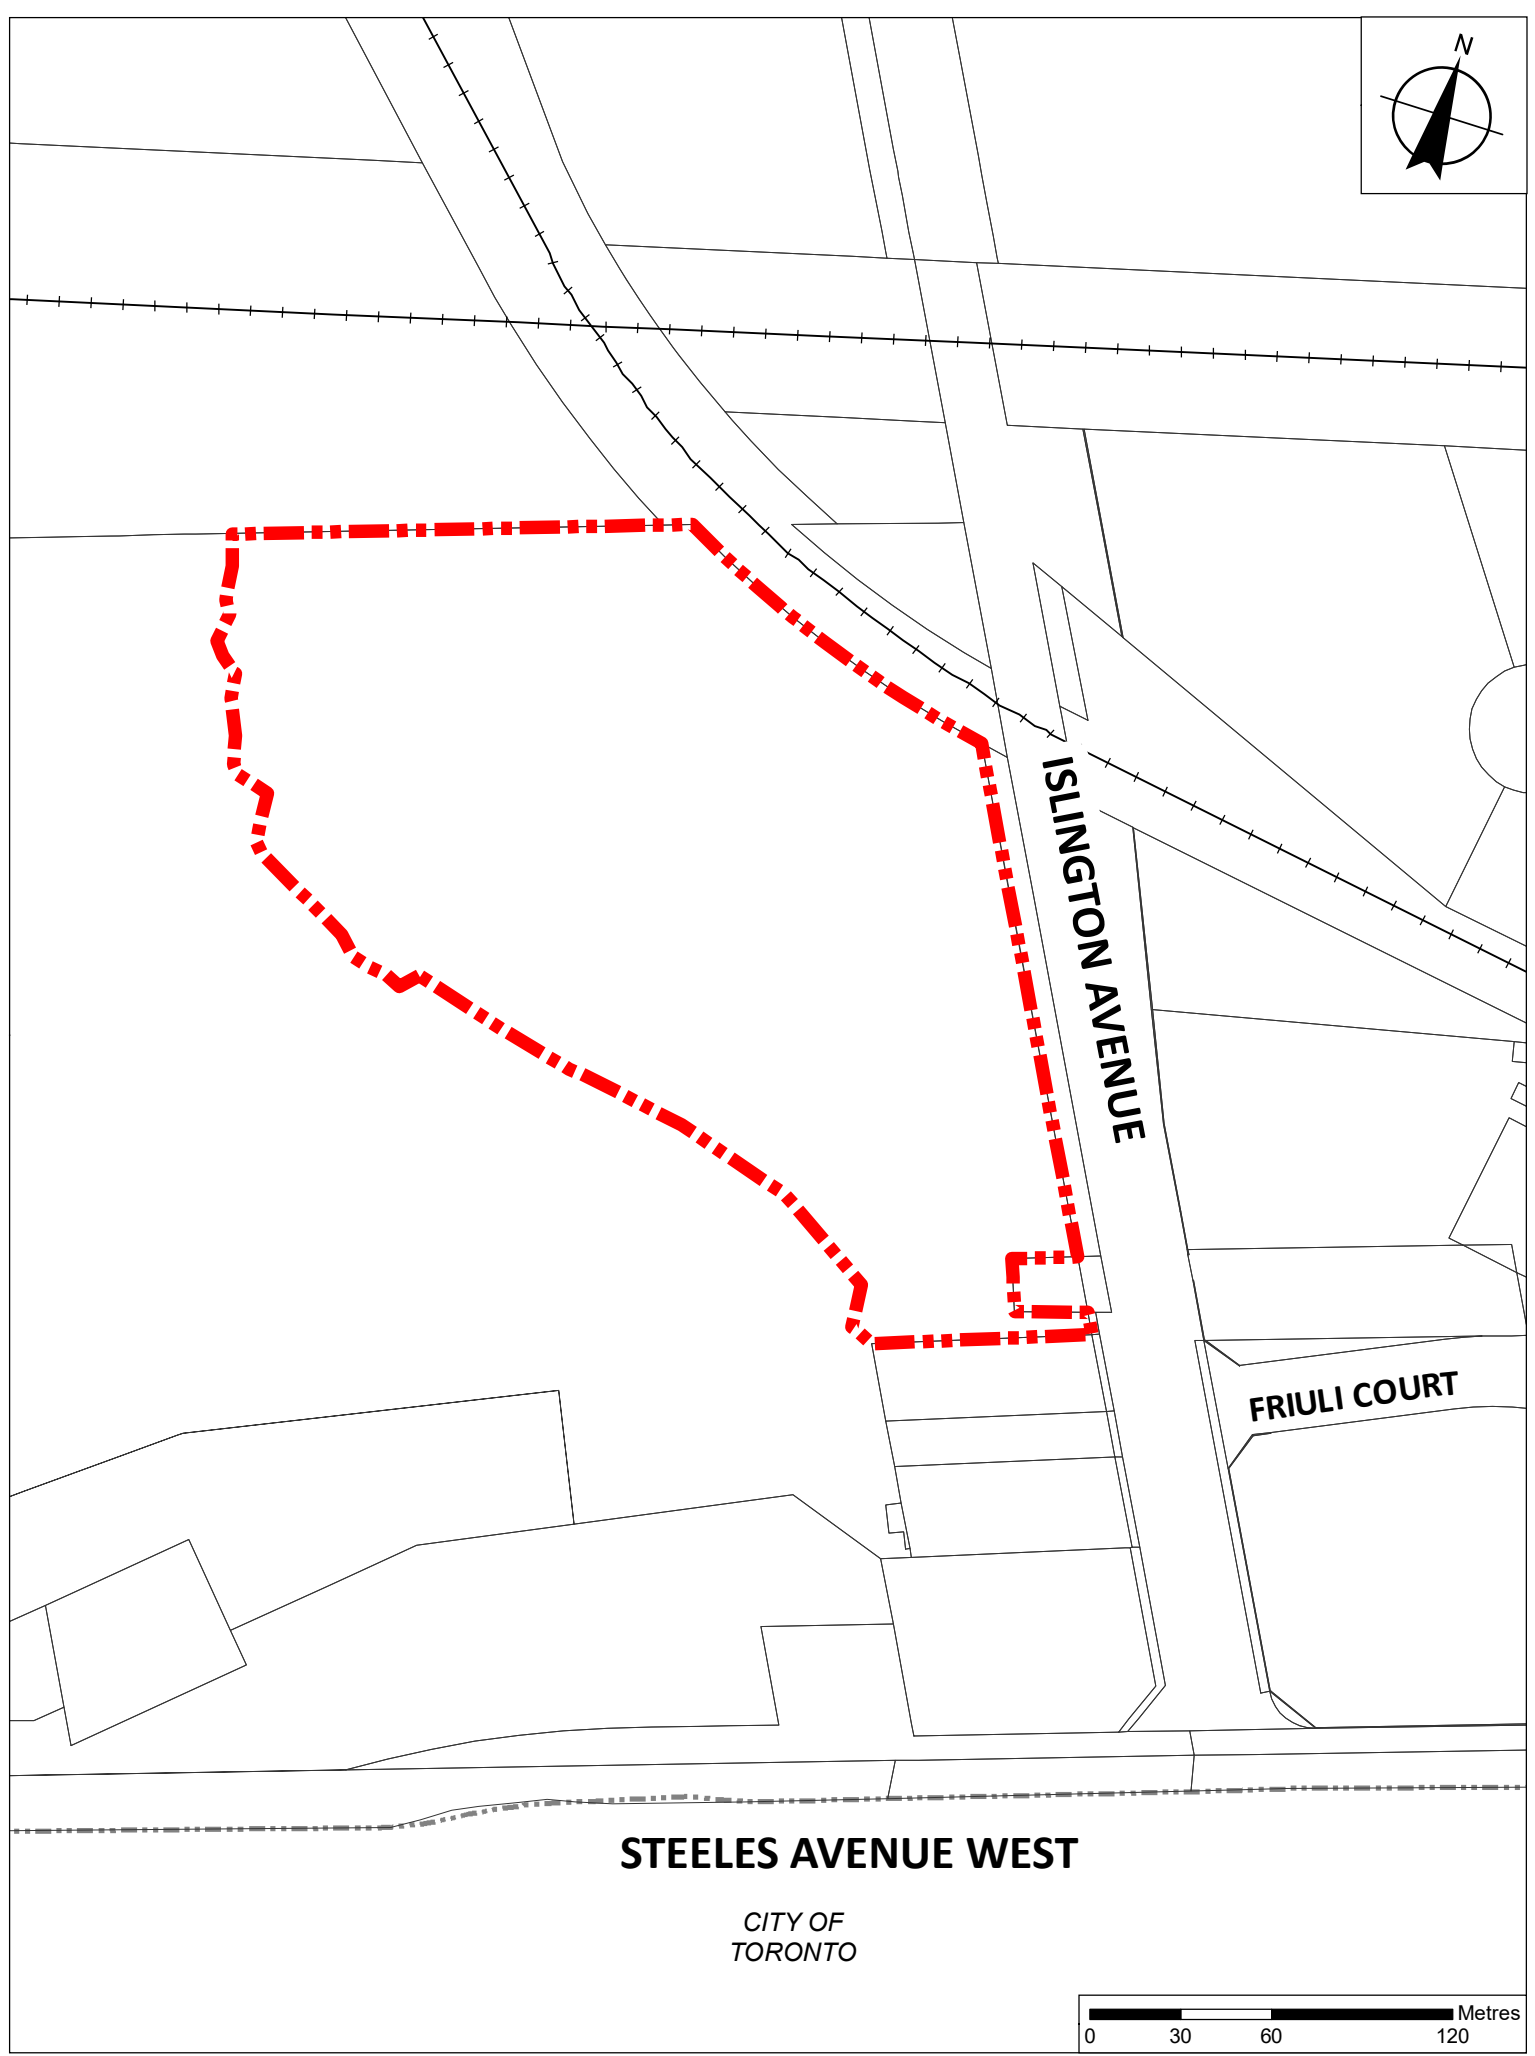 N
ISLINGTON AVENUE
FRIULI COURT
STEELES AVENUE WEST
CITY OF
TORONTO
Metres
0 30 60 120